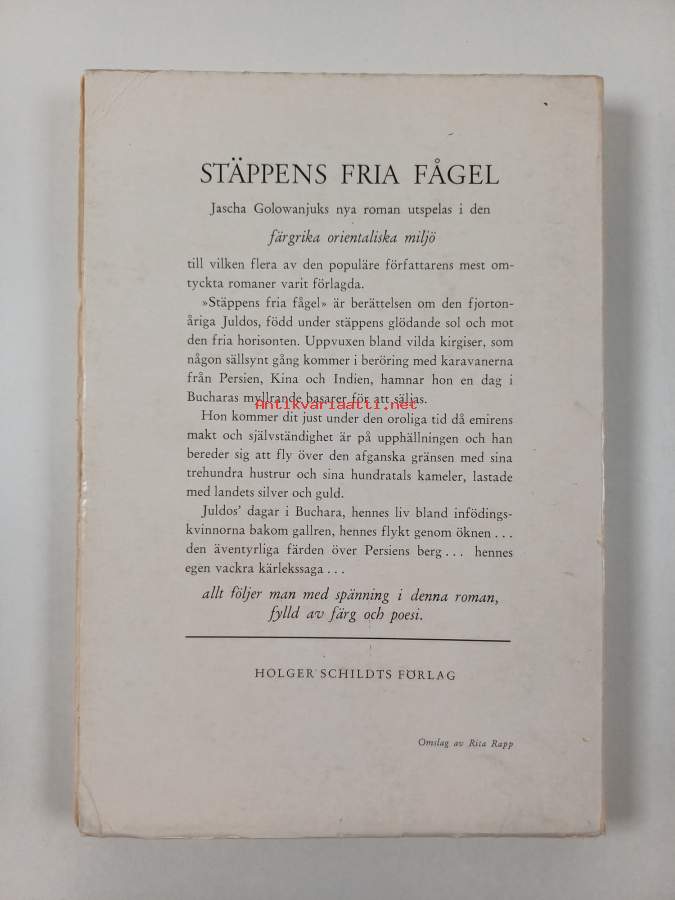 STÄPPENS FRIA FÅGEL
Jascha Golowanjuks nya roman utspelas i den
färgrika orientaliska miljö
till vilken flera av den populäre författarens mest om-
tyckta romaner varit förlagda.
»Stäppens fria fågel» är berättelsen om den fjorton-
åriga Juldos, född under stäppens glödande sol och mot
den fria horisonten. Uppvuxen bland vilda kirgiser, som
någon sällsynt gång kommer i beröring med karavanerna
från Persien, Kina och Indien, hamnar hon en dag i
Bucharas myllrande basarer för att säljas.
Antikvariaatti.net
Hon kommer dit just under den oroliga tid då emirens
makt och självständighet är på upphällningen och han
bereder sig att fly över den afganska gränsen med sina
trehundra hustrur och sina hundratals kameler, lastade
med landets silver och guld.
Juldos' dagar i Buchara, hennes liv bland infödings-
kvinnorna bakom gallren, hennes flykt genom öknen . . .
den äventyrliga färden över Persiens berg . . . hennes
egen vackra kärlekssaga . . .
allt följer man med spänning i denna roman,
fylld av färg och poesi.
HOLGER SCHILDTS FÖRLAG
Omslag av Rita Rapp